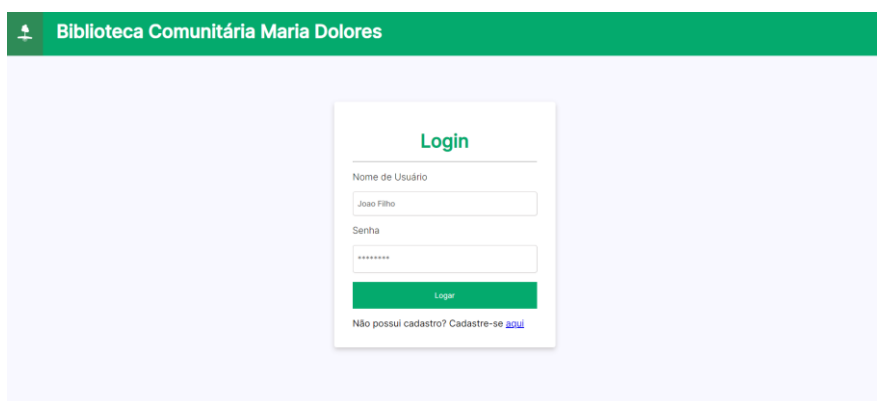 Biblioteca Comunitária Maria Dolores
Login
Nome de Usuário
Joao Filho
Senha
********
Logar
Não possui cadastro? Cadastre-se aqui